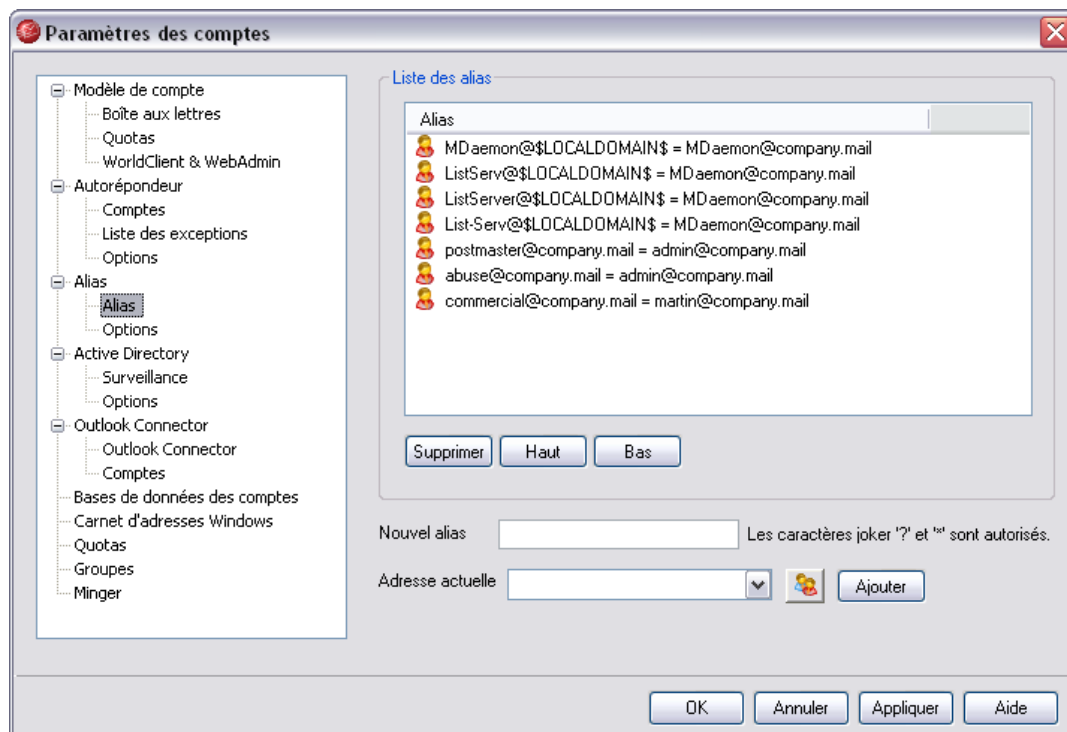 Paramètres des comptes
Modèle de compte
Boîte aux lettres
Quotas
WorldClient & WebAdmin
Autorépondeur
Comptes
Liste des exceptions
Options
Alias
Alias
Options
Active Directory
Surveillance
Options
Outlook Connector
Outlook Connector
Comptes
Bases de données des comptes
Carnet d'adresses Windows
Quotas
Groupes
Minger
Liste des alias
Alias
MDaemon@$LOCALDOMAIN$ = MDaemon@company.mail
ListServ@$LOCALDOMAIN$ = MDaemon@company.mail
ListServer@$LOCALDOMAIN$ = MDaemon@company.mail
List-Serv@$LOCALDOMAIN$ = MDaemon@company.mail
postmaster@company.mail = admin@company.mail
abuse@company.mail = admin@company.mail
commercial@company.mail = martin@company.mail
Supprimer Haut Bas
Nouvel alias Les caractères joker '?' et '*' sont autorisés.
Adresse actuelle Ajouter
OK Annuler Appliquer Aide